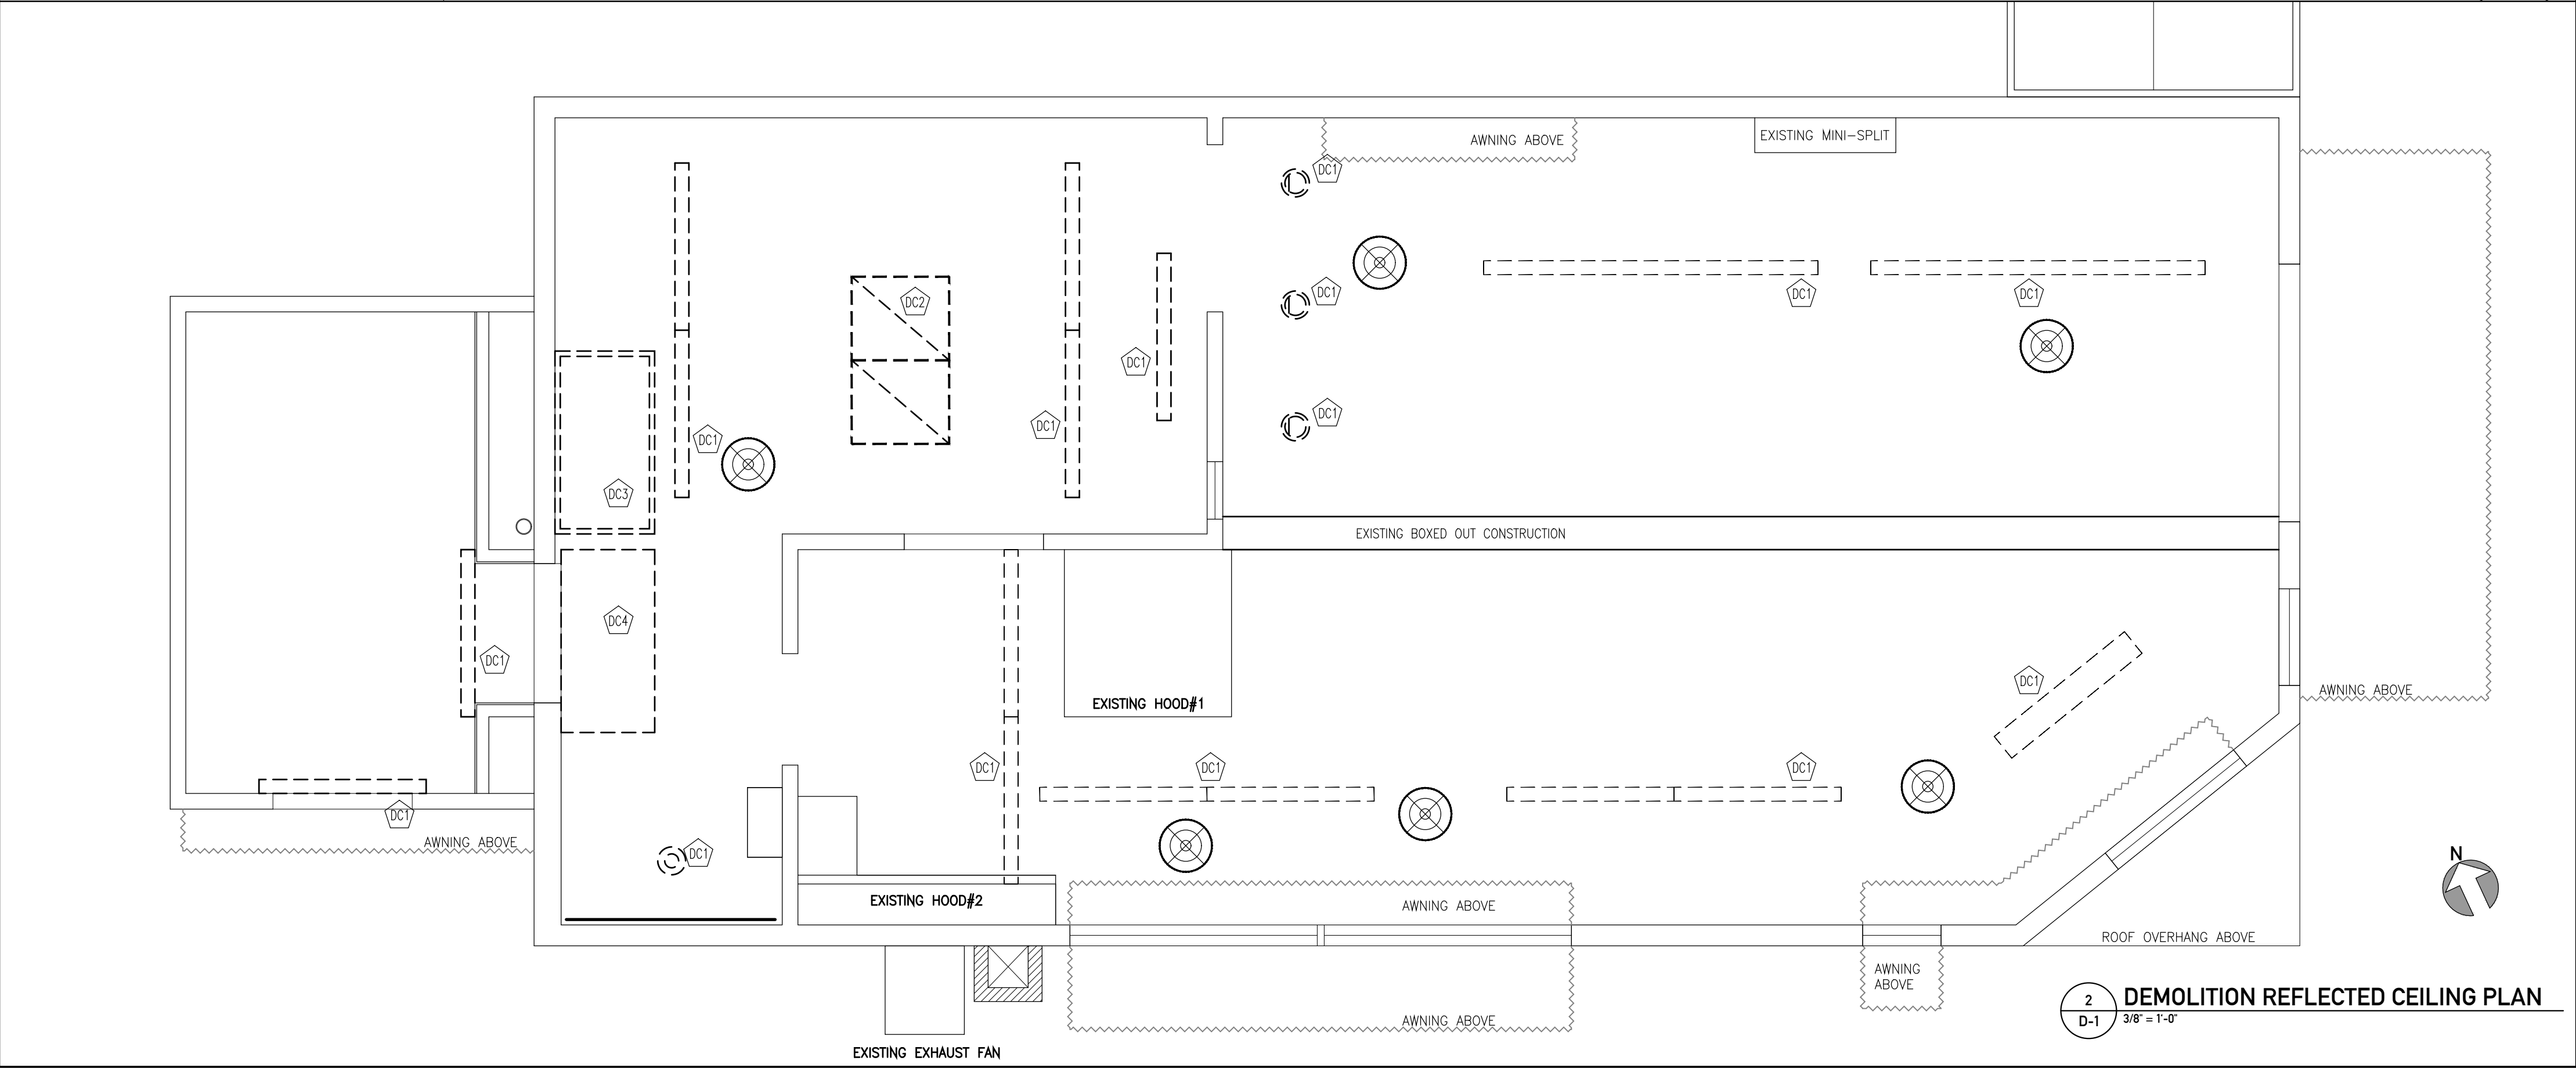 AWNING ABOVE
EXISTING MINI-SPLIT
DC1
DC1
DC2
DC1
DC1
DC1
DC1
DC1
DC1
DC1
DC3
EXISTING BOXED OUT CONSTRUCTION
DC4
DC1
DC1
AWNING ABOVE
EXISTING HOOD#1
DC1
DC1
DC1
DC1
AWNING ABOVE
DC1
EXISTING HOOD#2
AWNING ABOVE
ROOF OVERHANG ABOVE
N
AWNING
ABOVE
AWNING ABOVE
EXISTING EXHAUST FAN
2
D-1
DEMOLITION REFLECTED CEILING PLAN
3/8" = 1'-0"